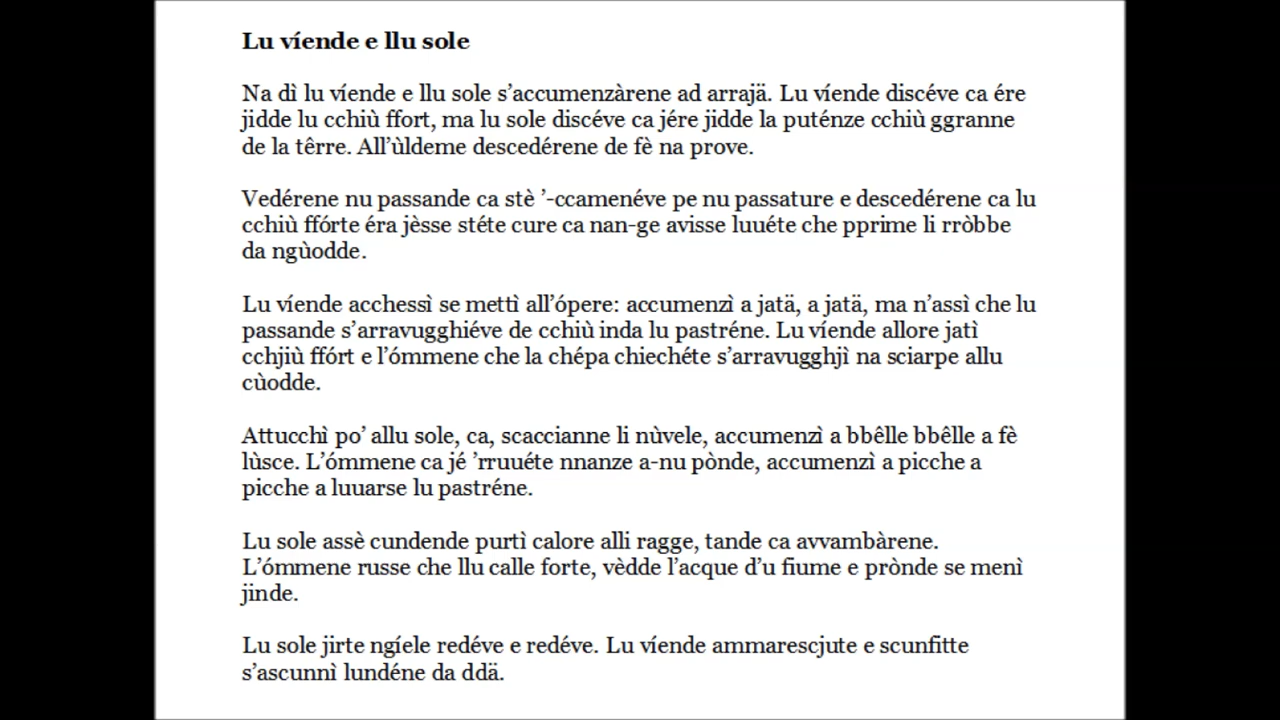 Lu víende e llu sole
Na dì lu víende e llu sole s’accumenzàrene ad arrajä. Lu víende discéve ca ére
jidde lu cchiù ffort, ma lu sole discéve ca jére jidde la puténze cchiù ggranne
de la têrre. All’ùldeme descedérene de fè na prove.
Vedérene nu passande ca stè ’-ccamenéve pe nu passature e descedérene ca lu
cchiù ffórte éra jèsse stéte cure ca nan-ge avisse luuéte che pprime li rròbbe
da ngùodde.
Lu víende acchessì se mettì all’ópere: accumenzì a jatä, a jatä, ma n’assì che lu
passande s’arravugghiéve de cchiù inda lu pastréne. Lu víende allore jatì
cchjiù ffórt e l’ómmene che la chépa chiechéte s’arravugghjì na sciarpe allu
cùodde.
Attucchì po’ allu sole, ca, scaccianne li nùvele, accumenzì a bbêlle bbêlle a fè
lùsce. L’ómmene ca jé ’rruuéte nnanze a-nu pònde, accumenzì a picche a
picche a luuarse lu pastréne.
Lu sole assè cundende purtì calore alli ragge, tande ca avvambàrene.
L’ómmene russe che llu calle forte, vèdde l’acque d’u fiume e prònde se menì
jinde.
Lu sole jirte ngíele redéve e redéve. Lu víende ammarescjute e scunfitte
s’ascunnì lundéne da ddä.